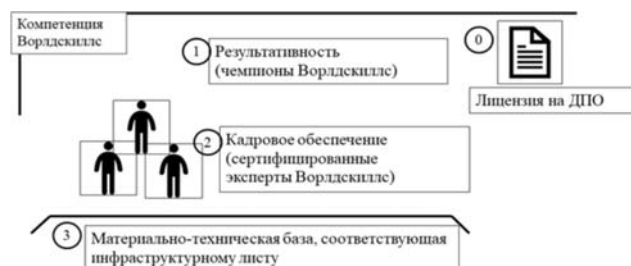 Компетенция
Ворлдскиллс
1
Результативность
(чемпионы Ворлдскиллс)
0
Лицензия на ДПО
2
Кадровое обеспечение
(сертифицированные
эксперты Ворлдскиллс)
3
Материально-техническая база, соответствующая
инфраструктурному листу